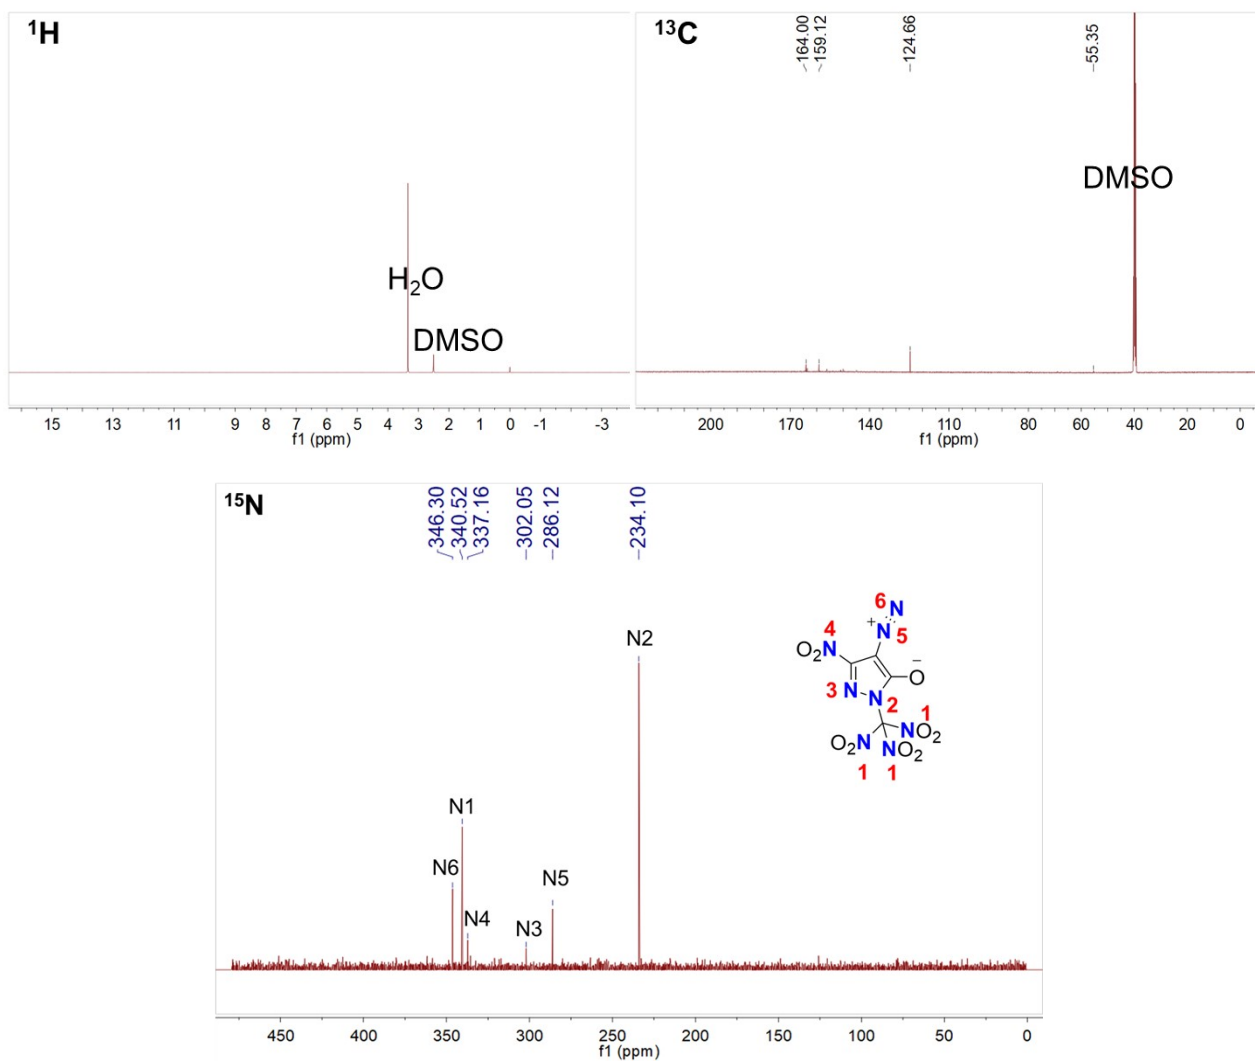 ¹H
H₂O
DMSO
15 13 11 9 8 7 6 5 4 3 2 1 0 -1 -3
f1 (ppm)
¹³C
164.00
159.12
124.66
55.35
DMSO
200 170 140 110 80 60 40 20 0
f1 (ppm)
¹⁵N
346.30
340.52
337.16
302.05
286.12
234.10
N6
N1
N4
N3
N5
N2
6 N
+
4 N 5
O₂N N
−
O
3 N N
2 1
O₂N NO₂
NO₂
1 1
450 400 350 300 250 200 150 100 50 0
f1 (ppm)